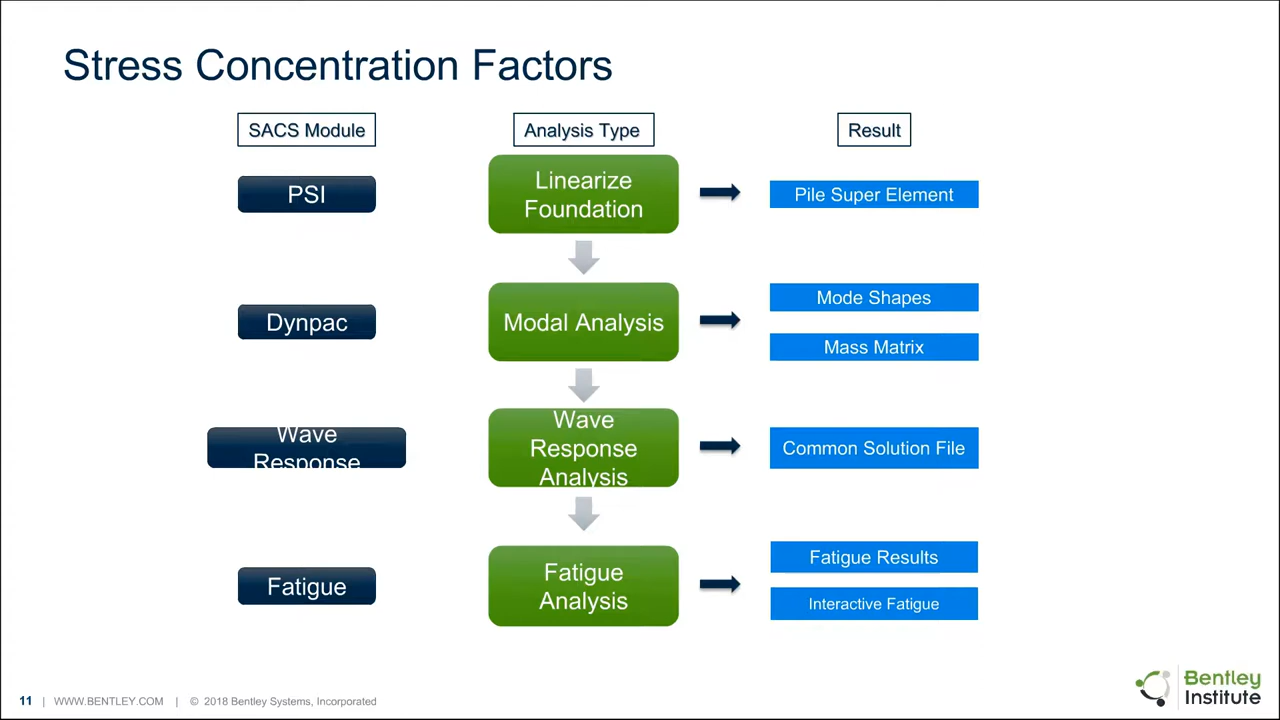 Stress Concentration Factors
SACS Module
Analysis Type
Result
PSI
Linearize
Foundation
Pile Super Element
Dynpac
Modal Analysis
Mode Shapes
Mass Matrix
Wave
Response
Wave
Response
Analysis
Common Solution File
Fatigue
Fatigue
Analysis
Fatigue Results
Interactive Fatigue
11 | WWW.BENTLEY.COM | © 2018 Bentley Systems, Incorporated
Bentley
Institute